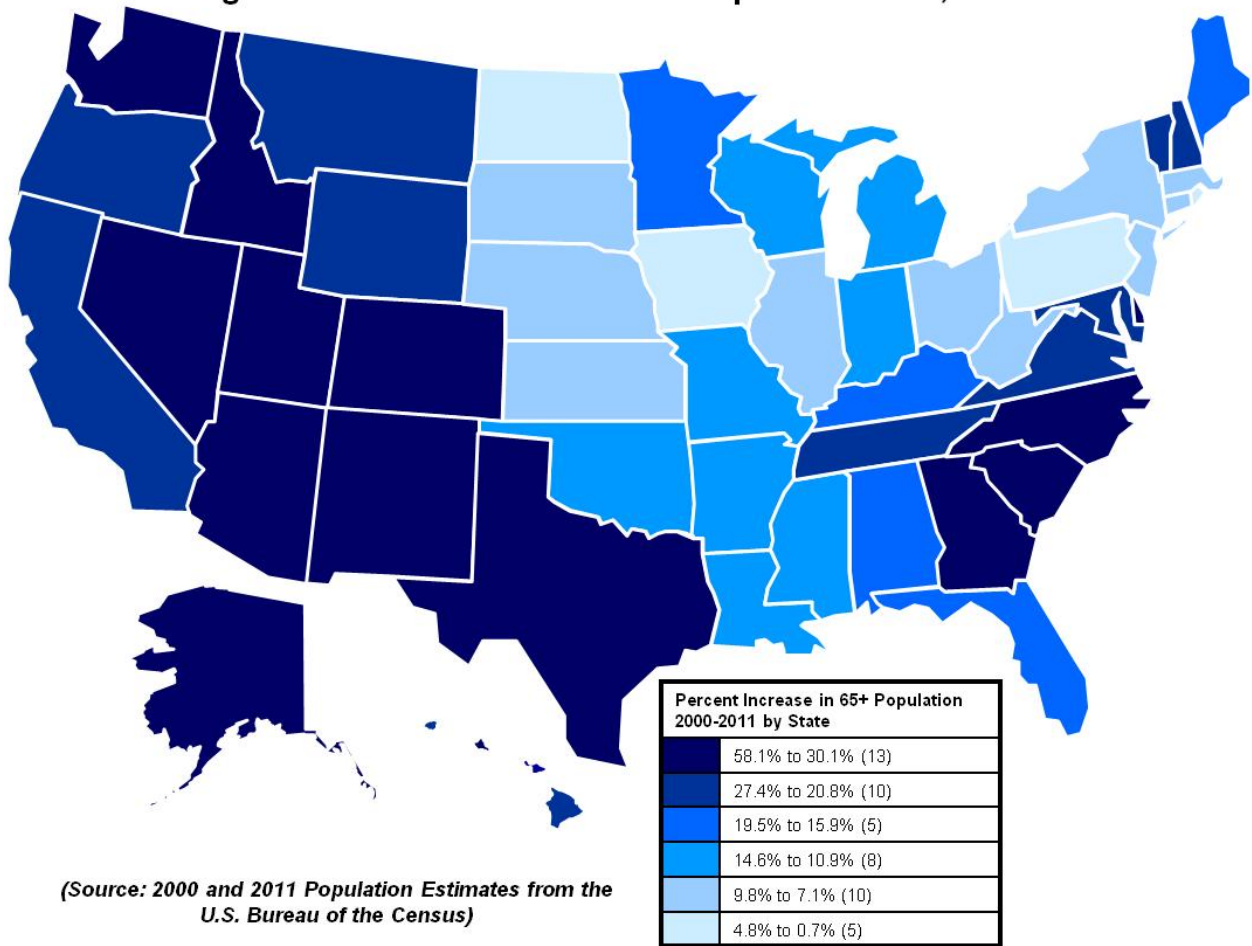 Percent Increase in 65+ Population
2000-2011 by State
58.1% to 30.1% (13)
27.4% to 20.8% (10)
19.5% to 15.9% (5)
14.6% to 10.9% (8)
9.8% to 7.1% (10)
4.8% to 0.7% (5)
(Source: 2000 and 2011 Population Estimates from the
U.S. Bureau of the Census)